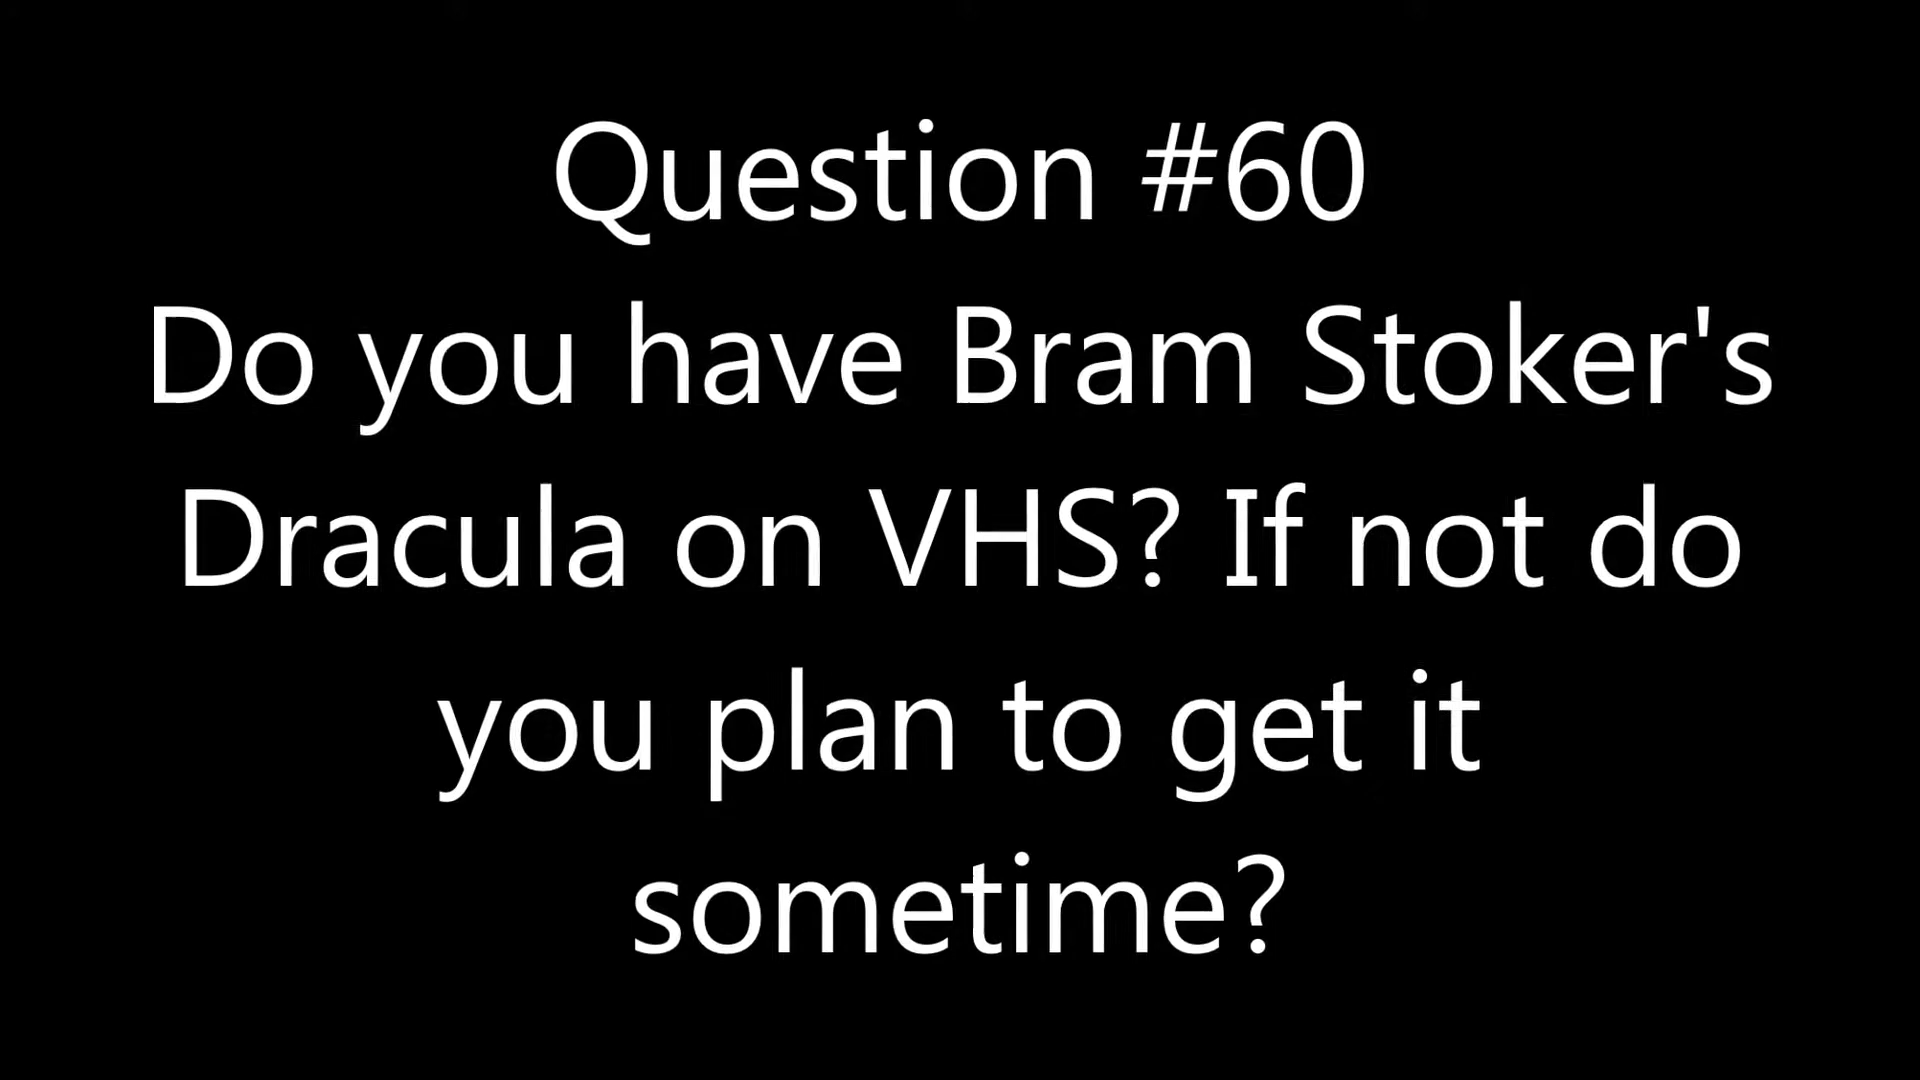 Question #60
Do you have Bram Stoker's
Dracula on VHS? If not do
you plan to get it
sometime?